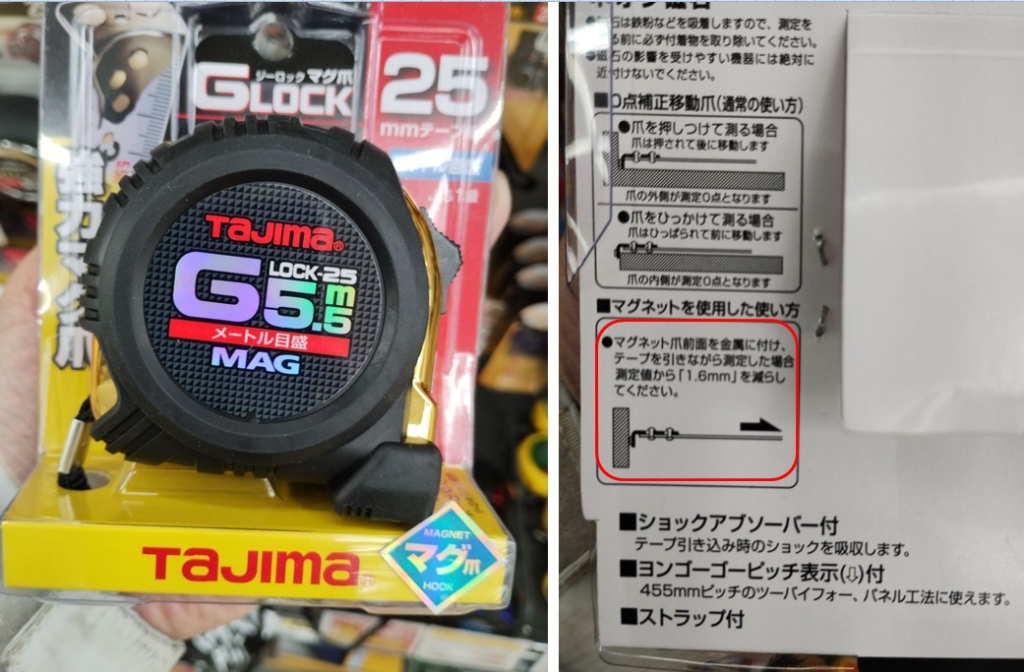 ジーロック マグ爪
GLOCK
25
mmテープ
強力マグ爪
TAJIMA®
LOCK-25
G5.5m
メートル目盛
MAG
TAJIMA
MAGNET
マグ爪
HOOK
石は鉄粉などを吸着しますので、測定を
る前に必ず付着物を取り除いてください。
●磁石の影響を受けやすい機器には絶対に
近付けないでください。
■0点補正移動爪(通常の使い方)
●爪を押しつけて測る場合
爪は押されて後に移動します
爪の外側が測定0点となります
●爪をひっかけて測る場合
爪はひっぱられて前に移動します
爪の内側が測定0点となります
■マグネットを使用した使い方
●マグネット爪前面を金属に付け、
テープを引きながら測定した場合
測定値から「1.6mm」を減らし
てください。
■ショックアブソーバー付
テープ引き込み時のショックを吸収します。
■ヨンゴーゴーピッチ表示(⇩)付
455mmピッチのツーバイフォー、パネル工法に使えます。
■ストラップ付